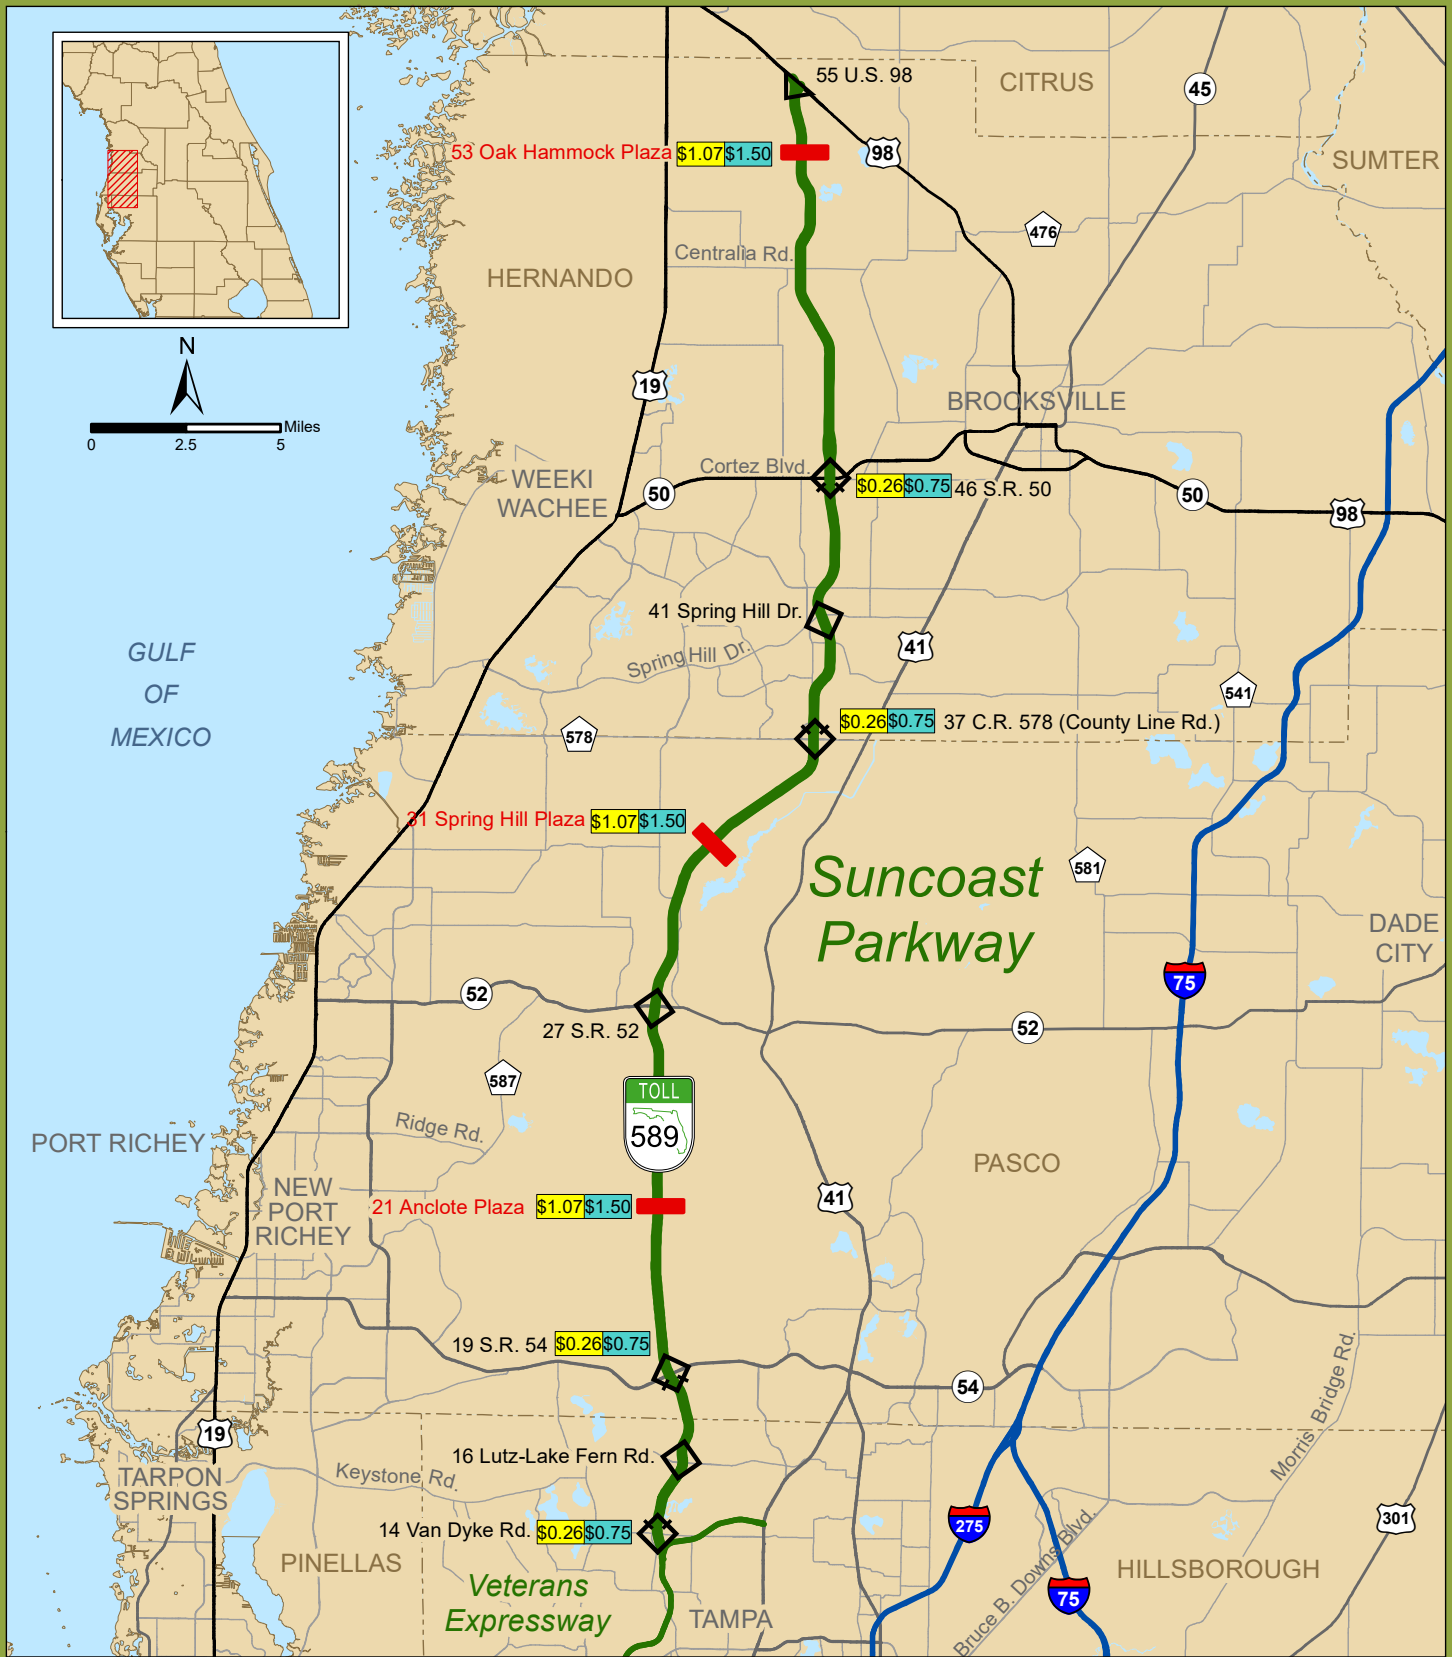 55 U.S. 98
CITRUS
45
53 Oak Hammock Plaza $1.07 $1.50
98
SUMTER
476
Centralia Rd.
HERNANDO
N
19
0 2.5 5 Miles
BROOKSVILLE
Cortez Blvd.
WEEKI
WACHEE
50
$0.26 $0.75 46 S.R. 50
50
98
41 Spring Hill Dr.
Spring Hill Dr.
41
GULF
OF
MEXICO
541
578
$0.26 $0.75 37 C.R. 578 (County Line Rd.)
31 Spring Hill Plaza $1.07 $1.50
Suncoast
Parkway
581
DADE
CITY
75
52
27 S.R. 52
52
587
TOLL
589
Ridge Rd.
PORT RICHEY
PASCO
NEW
PORT
RICHEY
21 Anclote Plaza $1.07 $1.50
41
19 S.R. 54 $0.26 $0.75
54
Morris Bridge Rd.
19
16 Lutz-Lake Fern Rd.
TARPON
SPRINGS
Keystone Rd.
14 Van Dyke Rd. $0.26 $0.75
275
301
PINELLAS
Veterans
Expressway
TAMPA
Bruce B. Downs Blvd.
75
HILLSBOROUGH